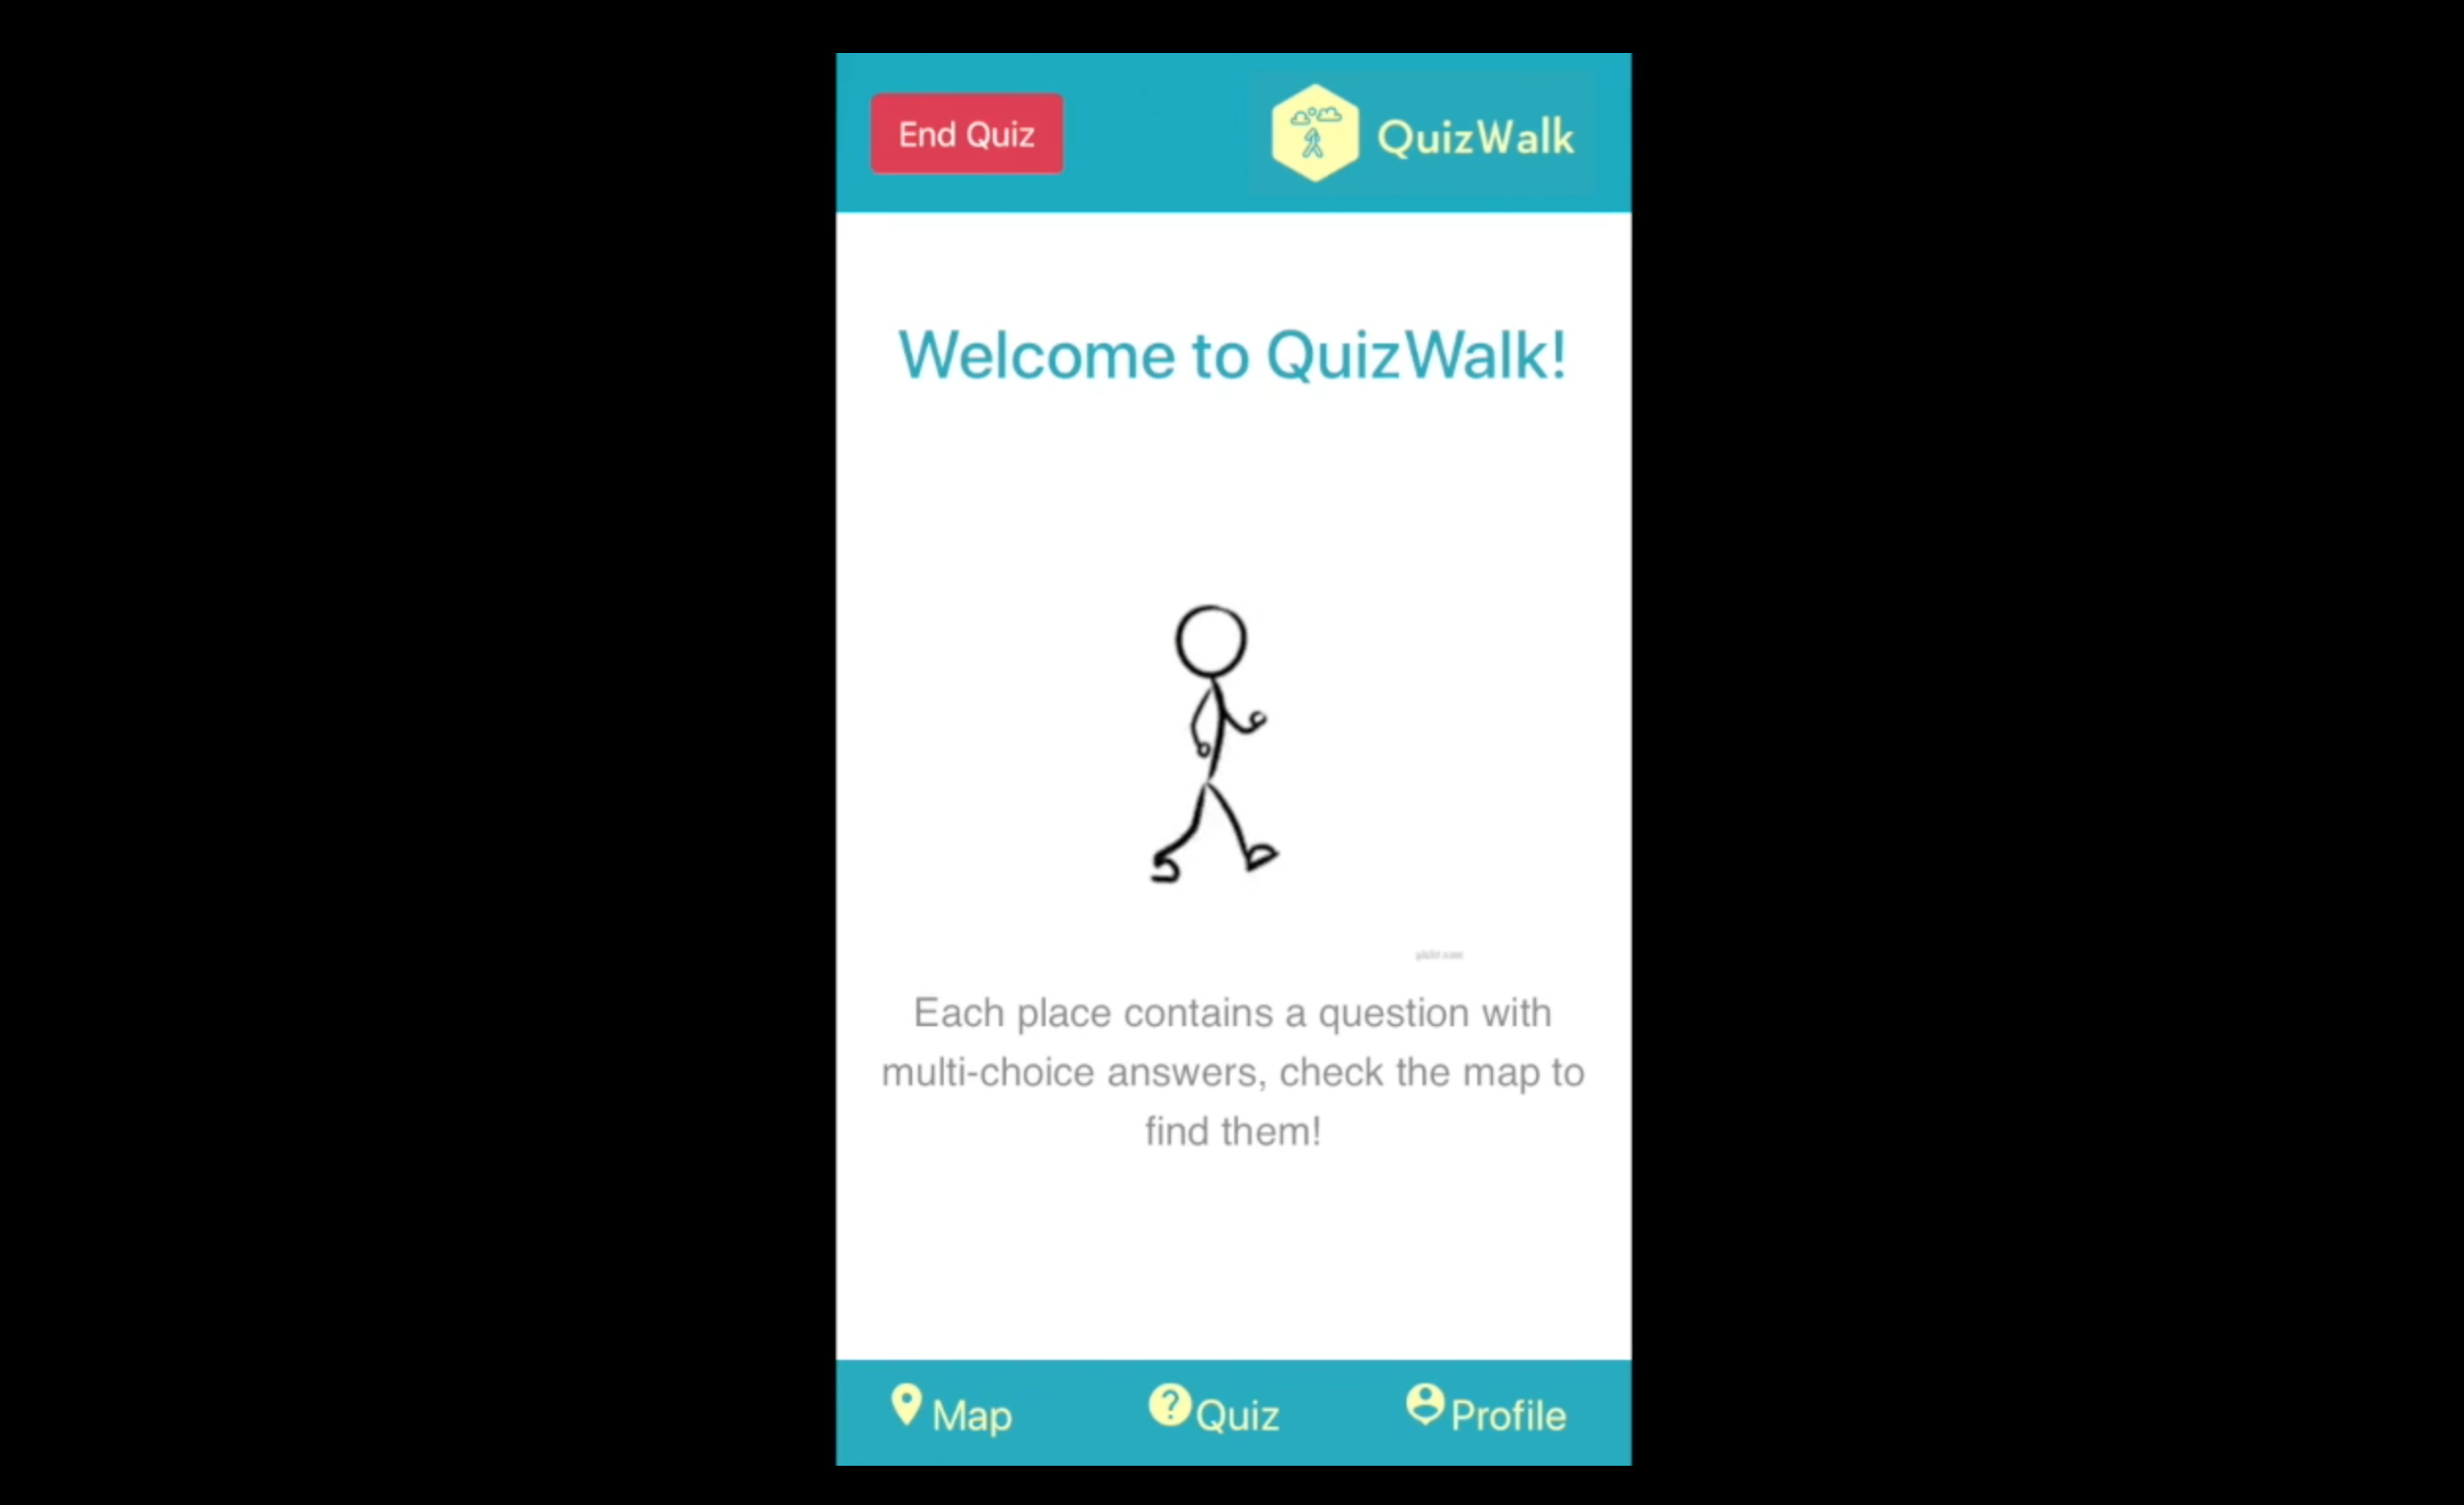 End Quiz
QuizWalk
Welcome to QuizWalk!
Each place contains a question with
multi-choice answers, check the map to
find them!
Map
Quiz
Profile